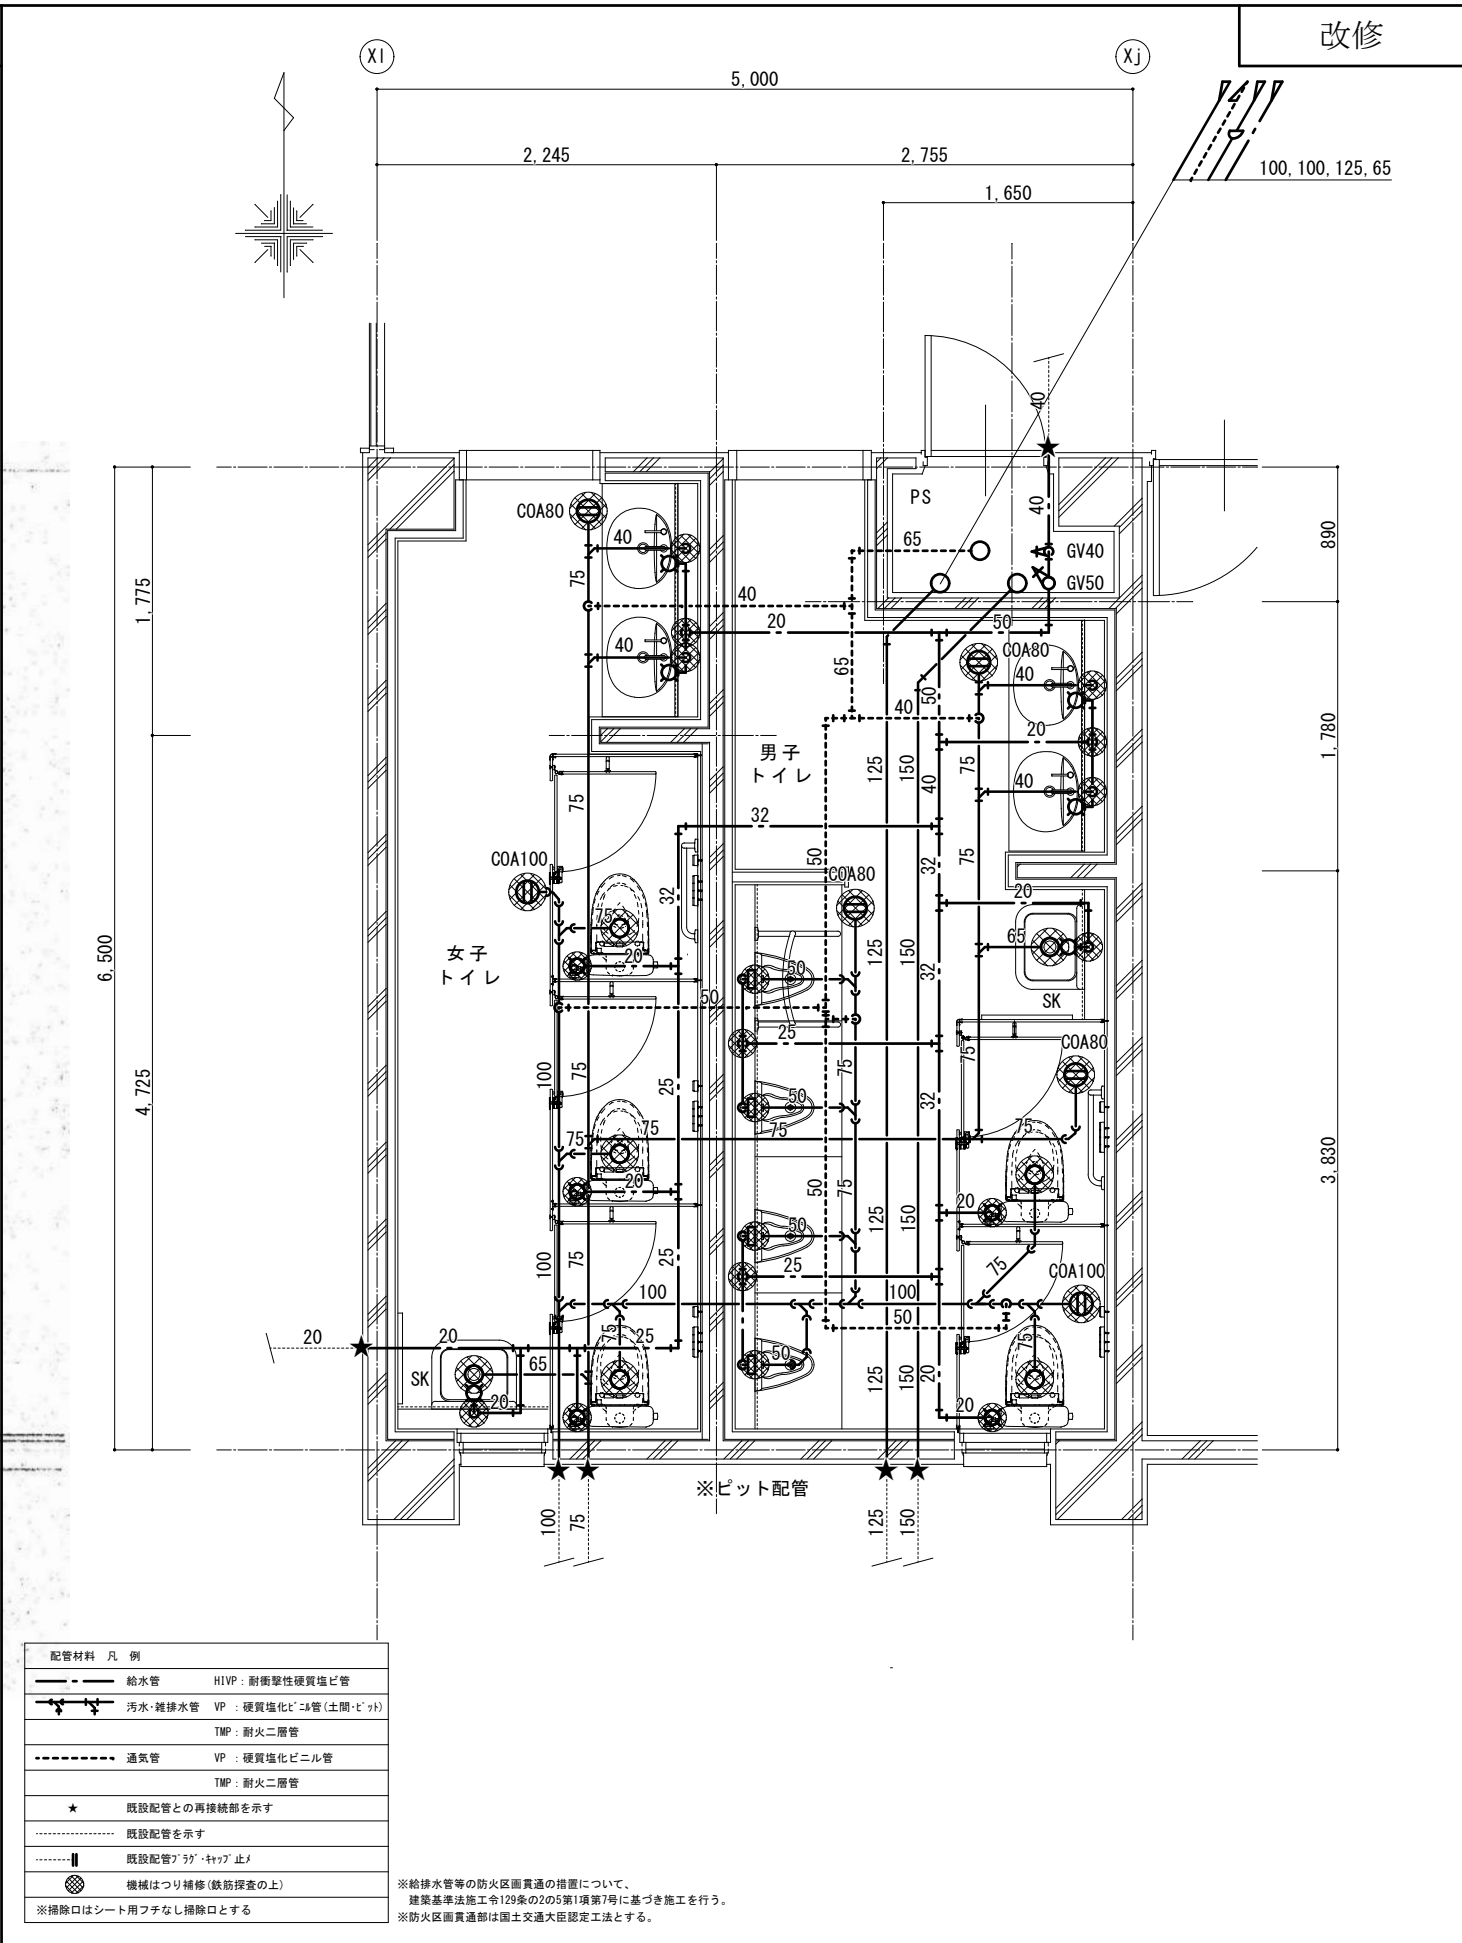 改修
X1
Xj
5,000
2,245
2,755
1,650
100,100,125,65
40
COA80
PS
40
GV40
GV50
65
40
75
40
40
20
50
COA80
65
50
40
40
20
40
890
1,775
1,780
男子
トイレ
125
150
40
75
75
32
COA100
50
COA80
32
75
20
65
75
32
20
125
150
32
SK
女子
トイレ
50
50
25
6,500
4,725
3,830
100
75
25
75
50
75
32
75
COA80
75
75
75
20
50
75
125
150
20
50
100
75
25
25
75
COA100
100
100
50
75
75
20
20
25
65
SK
20
50
125
150
20
20
※ピット配管
100
75
125
150
配管材料 凡 例
給水管 HIVP:耐衝撃性硬質塩ビ管
汚水・雑排水管 VP :硬質塩化ビニル管(土間・ピット)
TMP:耐火二層管
通気管 VP :硬質塩化ビニル管
TMP:耐火二層管
★ 既設配管との再接続部を示す
既設配管を示す
既設配管プラグ・キャップ止メ
機械はつり補修(鉄筋探査の上)
※掃除口はシート用フチなし掃除口とする
※給排水管等の防火区画貫通の措置について、
建築基準法施工令129条の2の5第1項第7号に基づき施工を行う。
※防火区画貫通部は国土交通大臣認定工法とする。